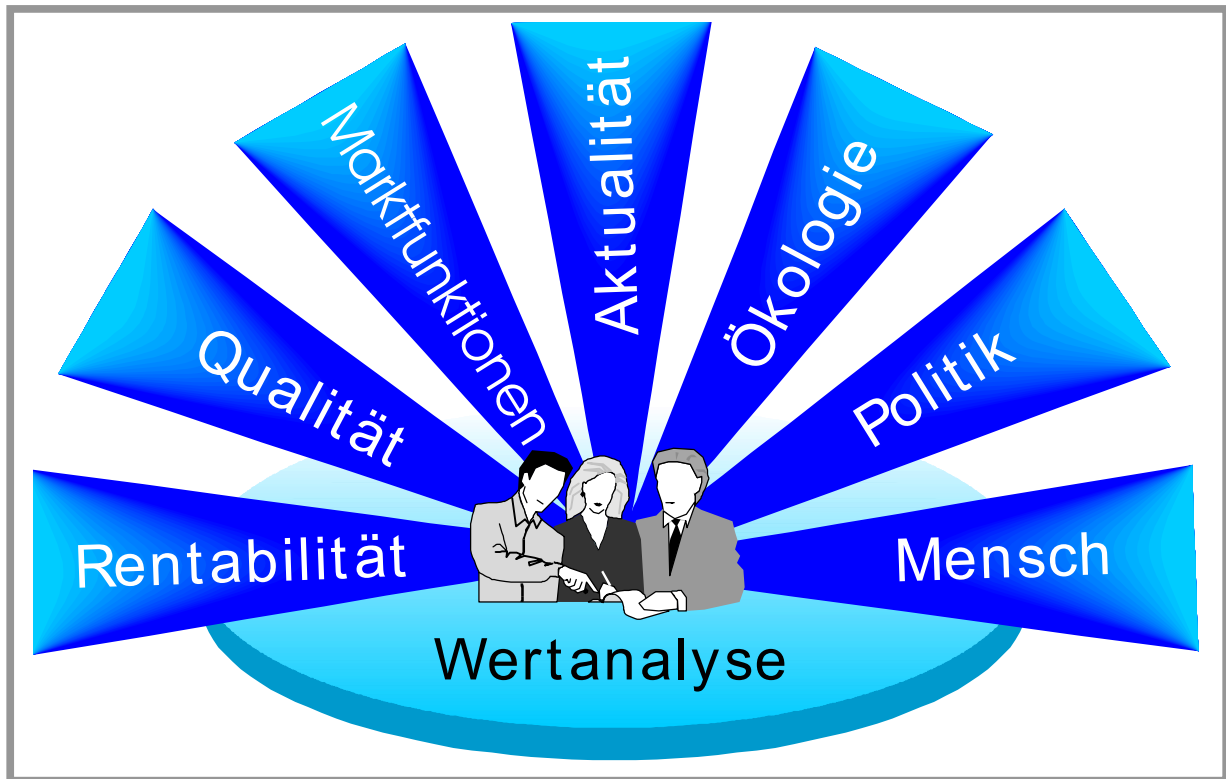 Rentabilität
Qualität
Marktfunktionen
Aktualität
Ökologie
Politik
Mensch
Wertanalyse